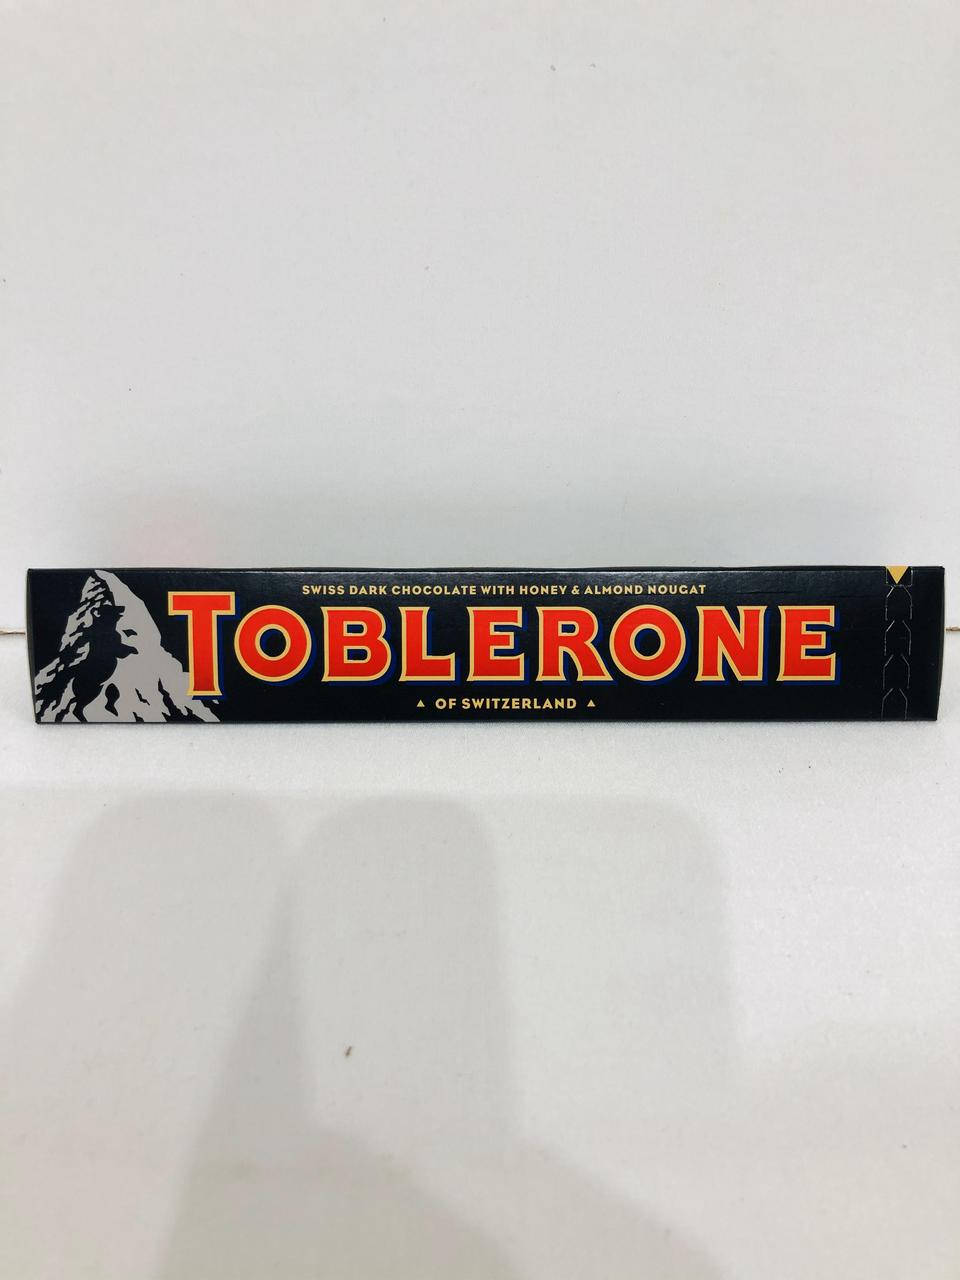 SWISS DARK CHOCOLATE WITH HONEY & ALMOND NOUGAT
TOBLERONE
OF SWITZERLAND